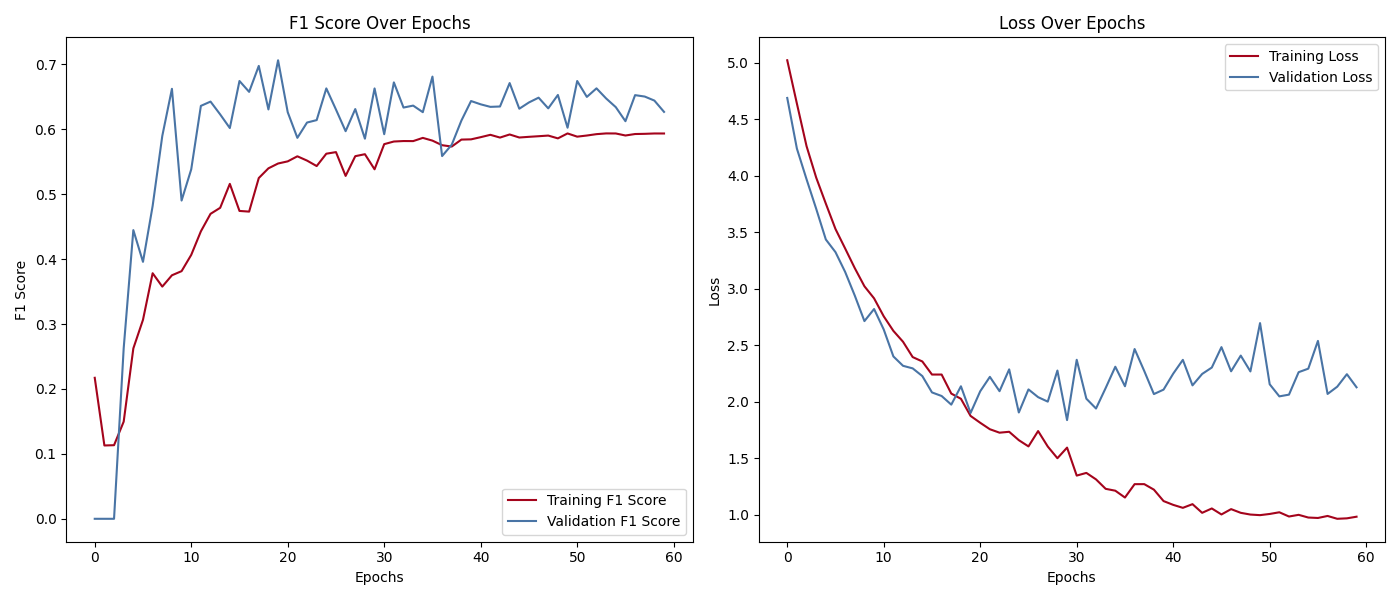 F1 Score Over Epochs
0.7
0.6
0.5
0.4
0.3
0.2
0.1
0.0
F1 Score
0 10 20 30 40 50 60
Epochs
Training F1 Score
Validation F1 Score
Loss Over Epochs
5.0
4.5
4.0
3.5
3.0
2.5
2.0
1.5
1.0
Loss
0 10 20 30 40 50 60
Epochs
Training Loss
Validation Loss